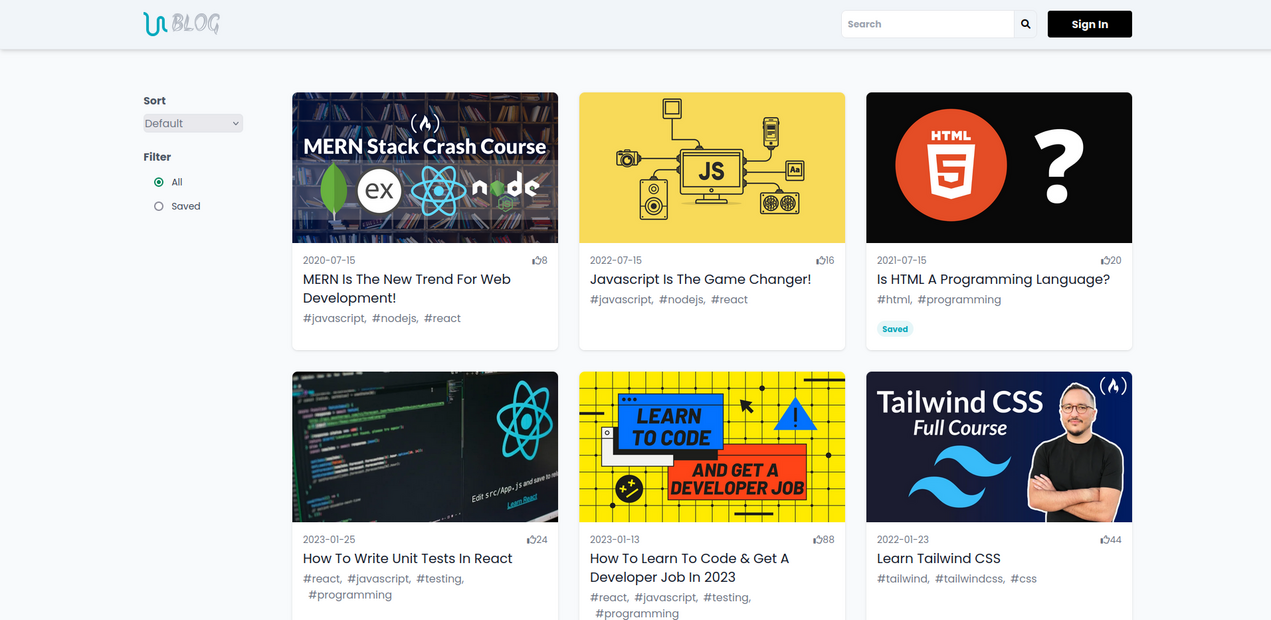 BLOG
Search
Sign In
Sort
Default
Filter
All
Saved
MERN Stack Crash Course
ex
node
JS
Aa
HTML
5
?
2020-07-15
8
MERN Is The New Trend For Web
Development!
#javascript, #nodejs, #react
2022-07-15
16
Javascript Is The Game Changer!
#javascript, #nodejs, #react
2021-07-15
20
Is HTML A Programming Language?
#html, #programming
Saved
Edit src/App.js and save to
Learn React
LEARN
TO CODE
!
AND GET A
DEVELOPER JOB
Tailwind CSS
Full Course
2023-01-25
24
How To Write Unit Tests In React
#react, #javascript, #testing,
#programming
2023-01-13
88
How To Learn To Code & Get A
Developer Job In 2023
#react, #javascript, #testing,
#programming
2022-01-23
44
Learn Tailwind CSS
#tailwind, #tailwindcss, #css